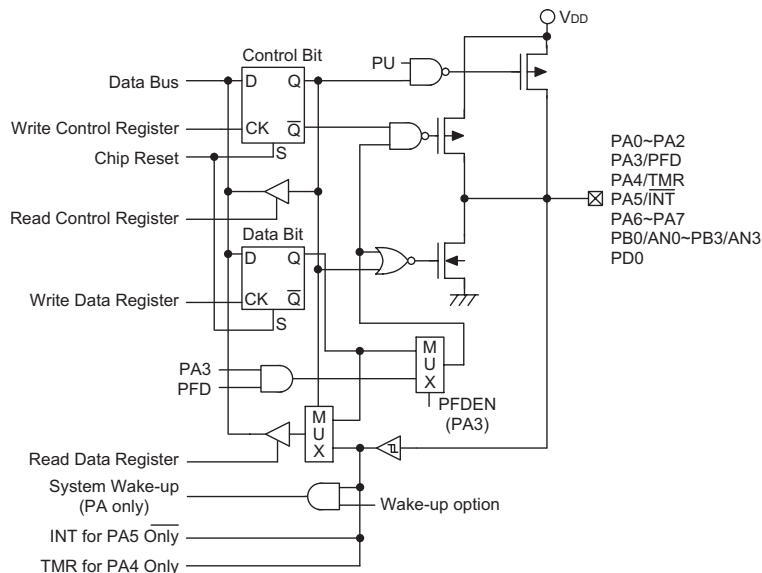 VDD
Control Bit
PU
Data Bus
D Q
Write Control Register
CK Q̅
Chip Reset
S
PA0~PA2
PA3/PFD
PA4/TMR
PA5/I̅N̅T̅
PA6~PA7
PB0/AN0~PB3/AN3
PD0
Read Control Register
Data Bit
D Q
Write Data Register
CK Q̅
S
M
U
X
PA3
PFD
PFDEN
(PA3)
M
U
X
Read Data Register
System Wake-up
(PA only)
Wake-up option
INT for PA5 O̅n̅l̅y̅
TMR for PA4 Only